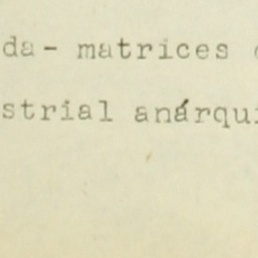 da- matrices
strial anárqui